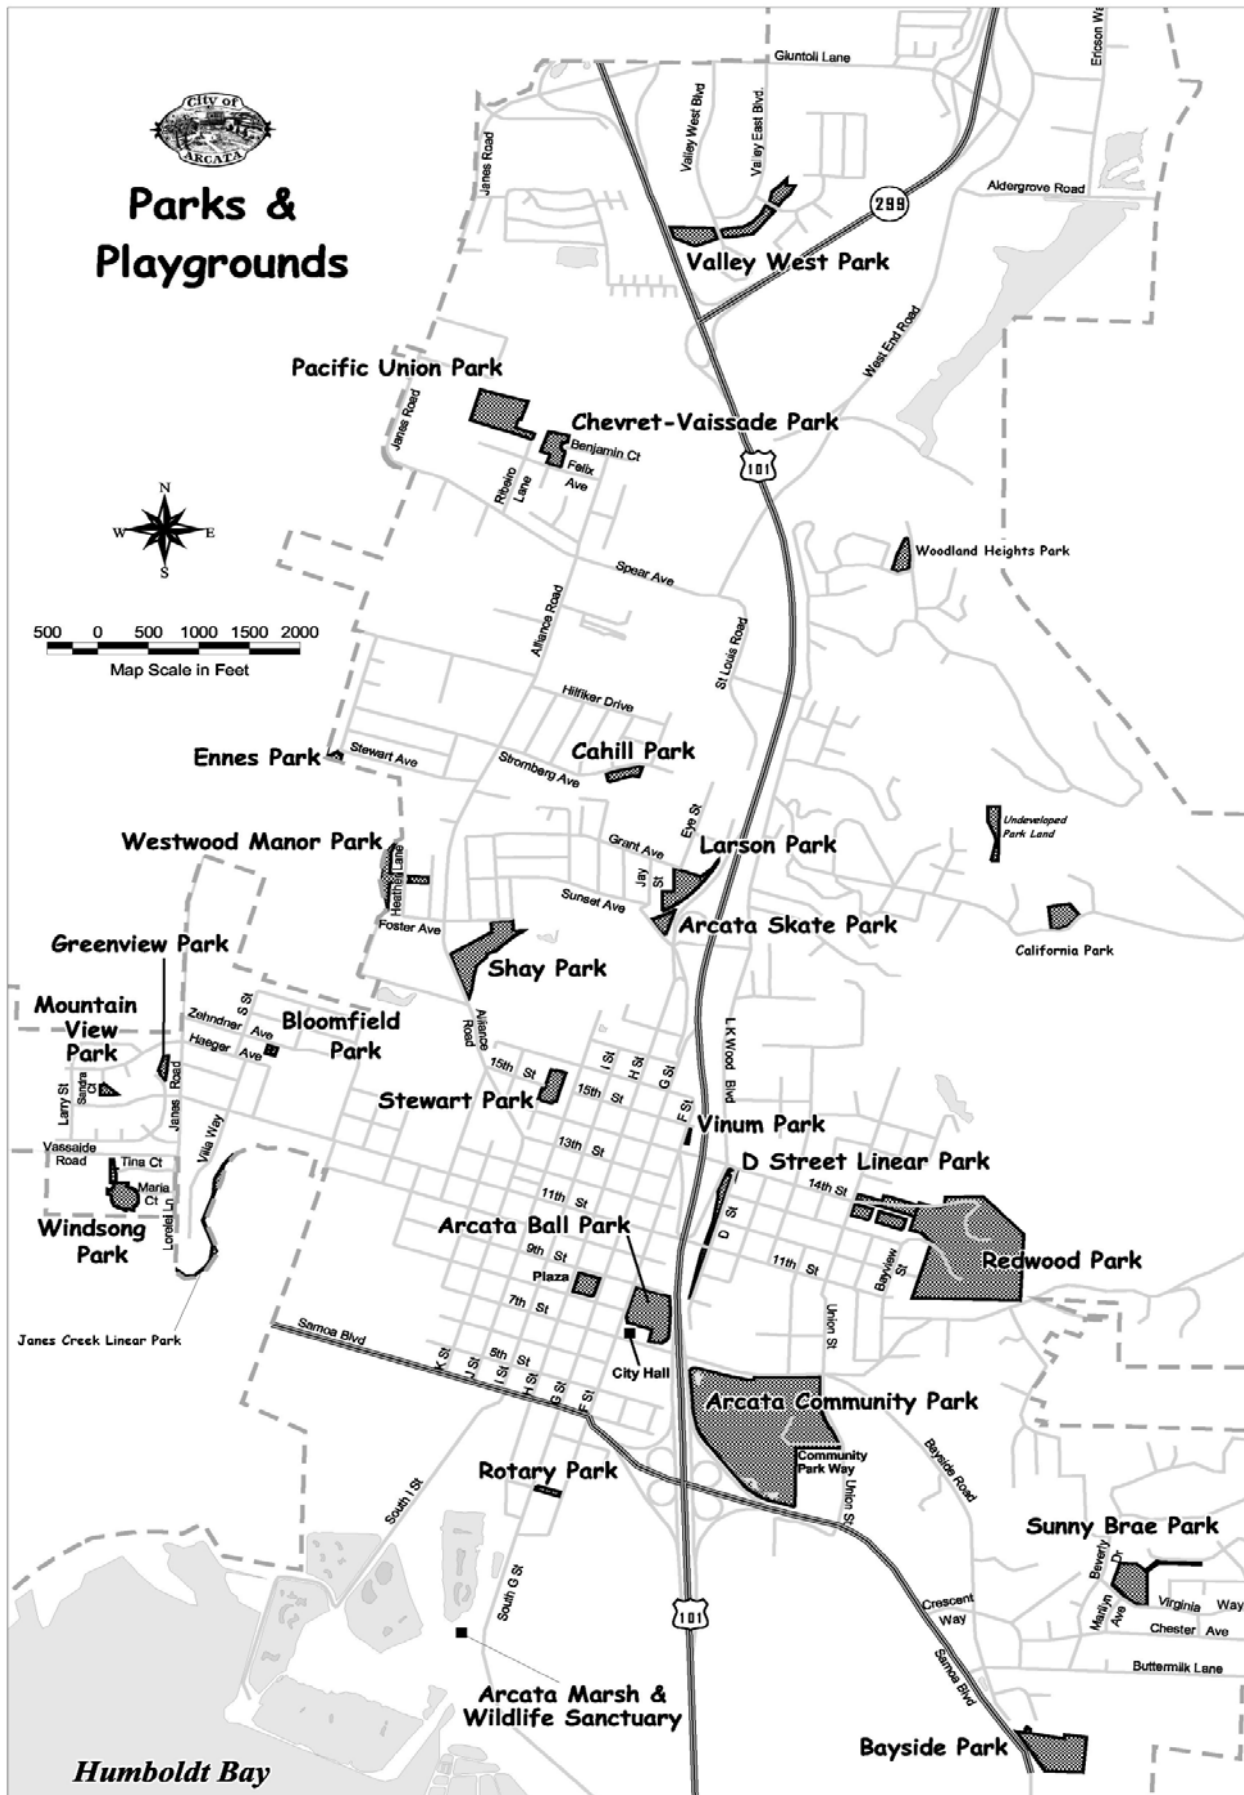 City of
ARCATA
Parks &
Playgrounds
Giuntoli Lane
Ericson Wa
Valley West Blvd
Valley East Blvd.
Janes Road
299
Aldergrove Road
Valley West Park
West End Road
Pacific Union Park
Janes Road
Chevret-Vaissade Park
Benjamin Ct
Felix
Ave
Ribeiro
Lane
101
N
W
E
S
Woodland Heights Park
Spear Ave
Alliance Road
St Louis Road
500 0 500 1000 1500 2000
Map Scale in Feet
Hilfiker Drive
Ennes Park
Stewart Ave
Stromberg Ave
Cahill Park
Eye St
Undeveloped
Park Land
Westwood Manor Park
Heather Lane
Grant Ave
Larson Park
Jay
St
Sunset Ave
Foster Ave
Arcata Skate Park
California Park
Greenview Park
Shay Park
Mountain
View
Park
S St
Zehndner Ave
Haeger Ave
Bloomfield
Park
Alliance
Road
L K Wood Blvd
I St
H St
G St
15th St
15th St
Larry St
Sandra
Ct
Janes Road
Stewart Park
F St
Vinum Park
Villa Way
13th St
Vassaide
Road
Tina Ct
Maria
Ct
D Street Linear Park
14th St
11th St
Windsong
Park
Lorelei Ln
Arcata Ball Park
D St
9th St
Plaza
11th St
Bayview
St
Redwood Park
7th St
Janes Creek Linear Park
Samoa Blvd
Union St
5th St
K St
J St
I St
H St
G St
F St
City Hall
Arcata Community Park
Community
Park Way
Bayside Road
Rotary Park
South I St
Union St
Sunny Brae Park
Beverly
Dr
South G St
101
Crescent
Way
Marilyn
Ave
Virginia Way
Chester Ave
Samoa Blvd
Buttermilk Lane
Arcata Marsh &
Wildlife Sanctuary
Bayside Park
Humboldt Bay